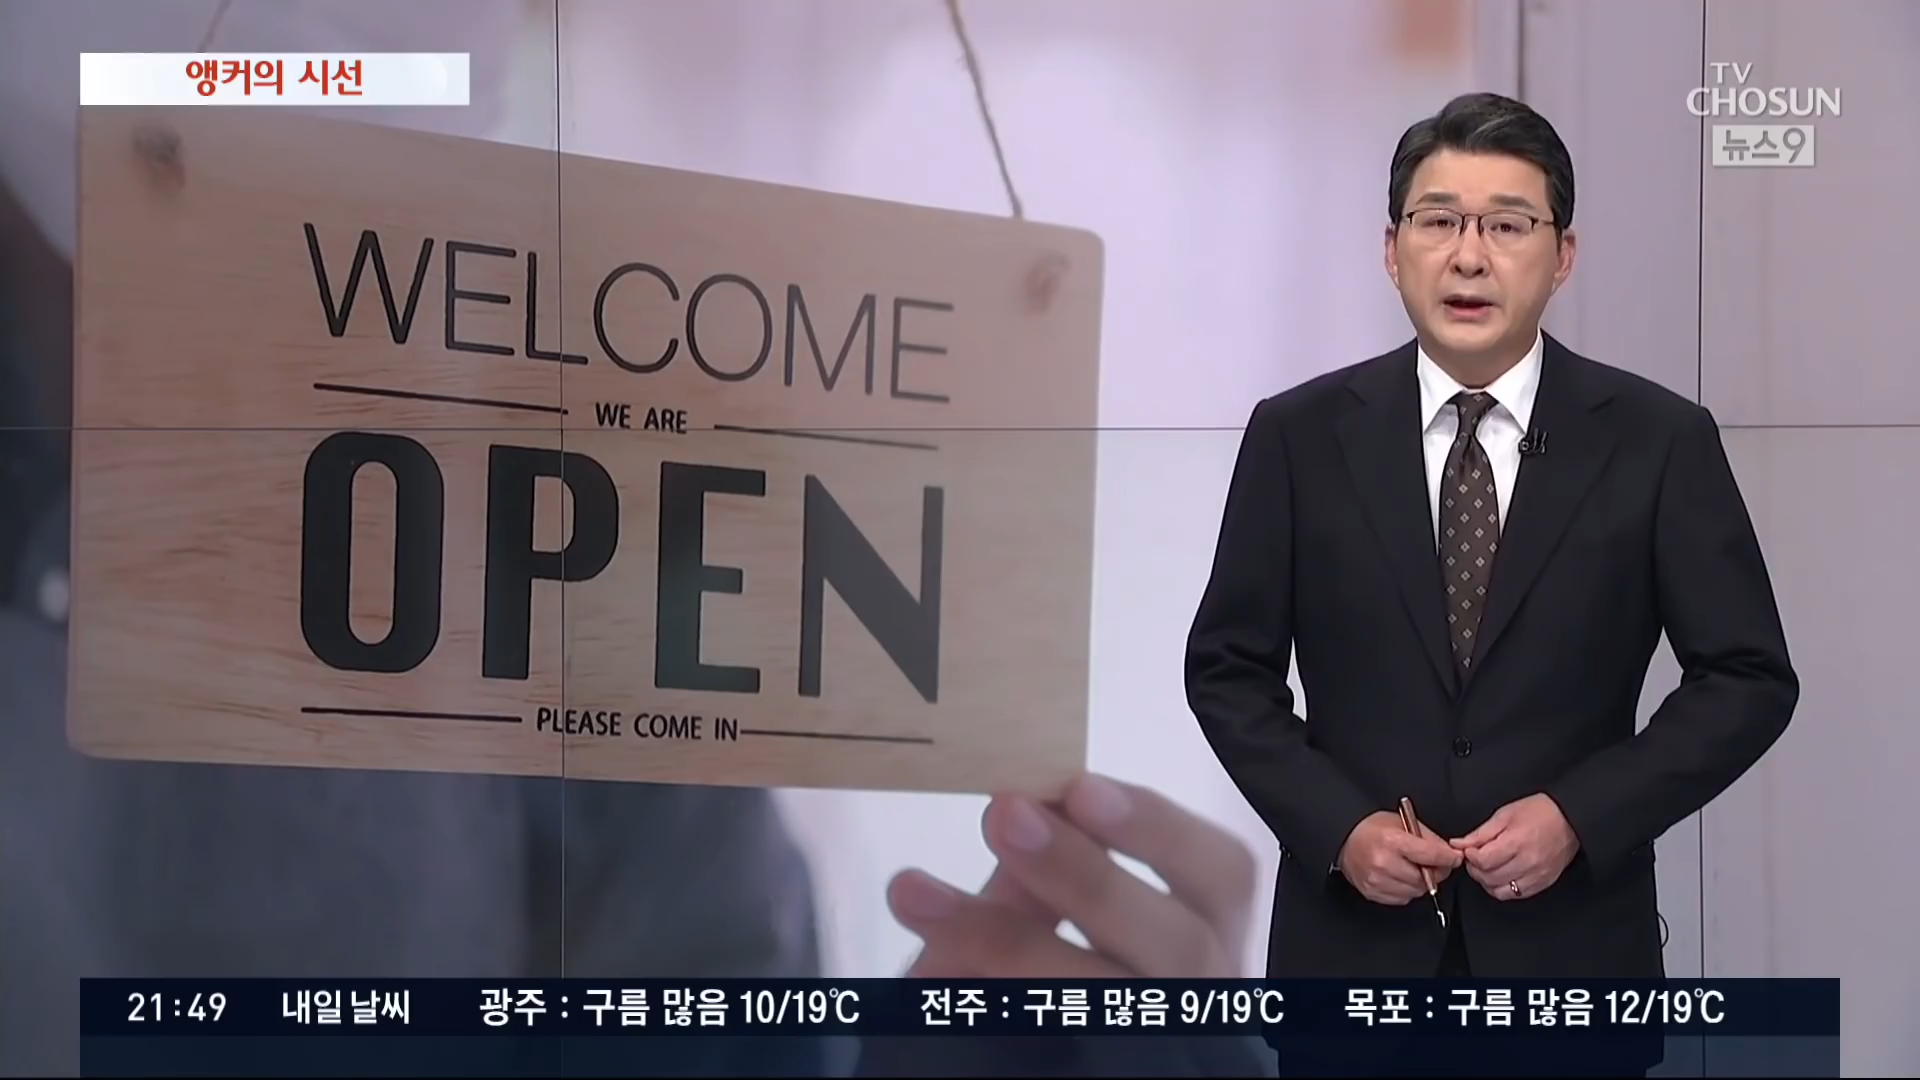 앵커의 시선
TV
CHOSUN
뉴스9
WELCOME
WE ARE
OPEN
PLEASE COME IN
21:49 내일 날씨 광주 : 구름 많음 10/19℃ 전주 : 구름 많음 9/19℃ 목포 : 구름 많음 12/19℃